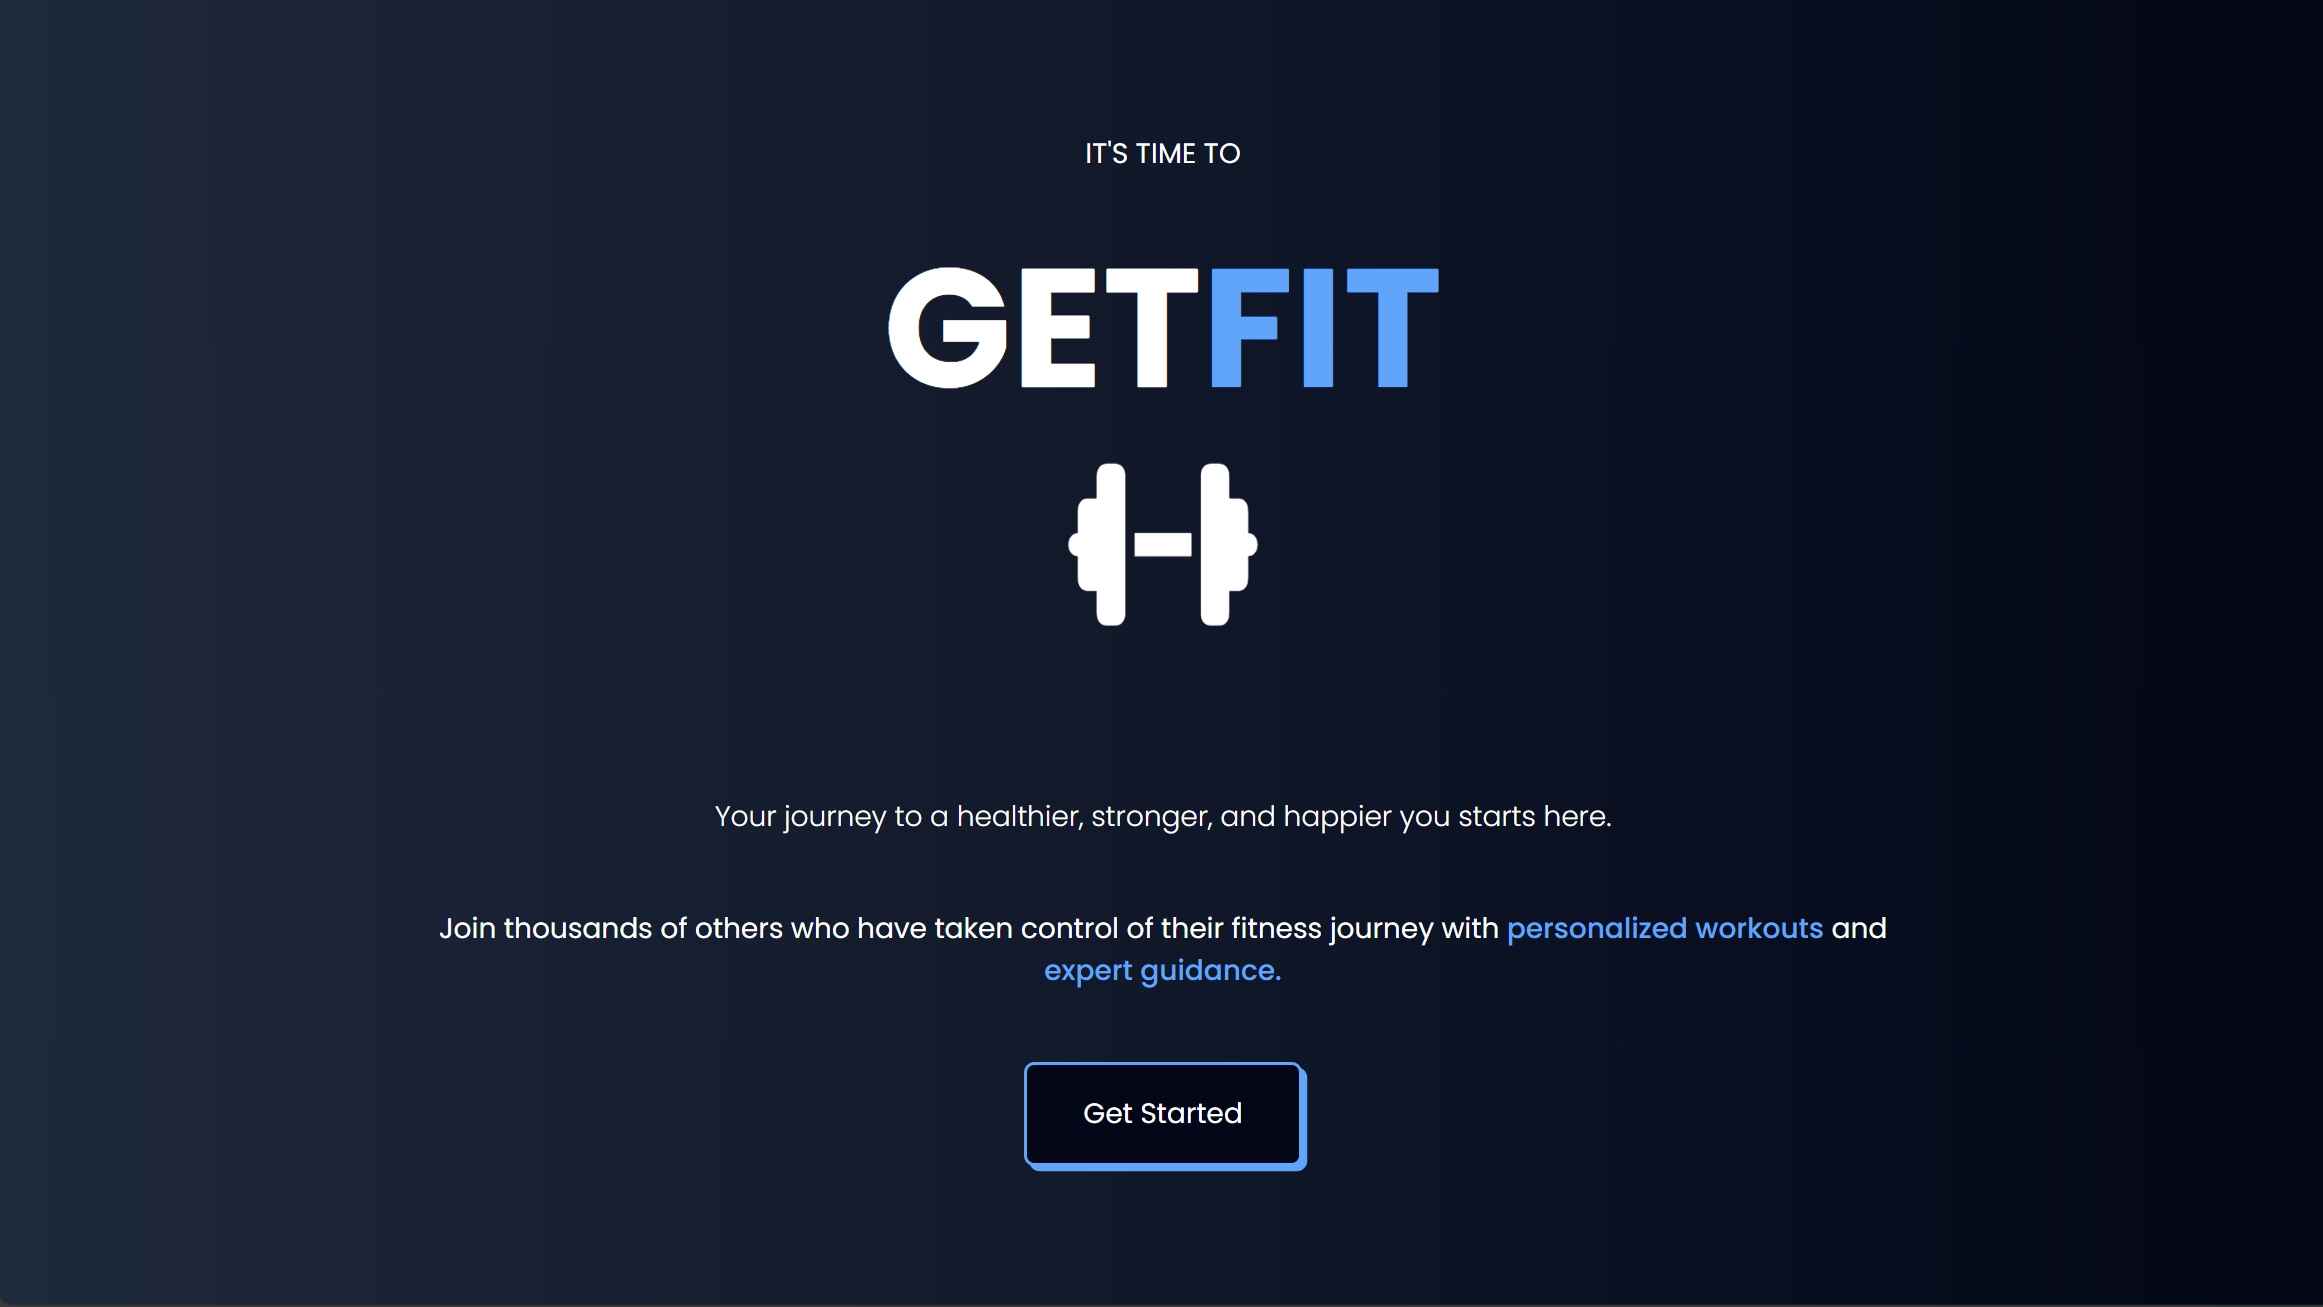 IT'S TIME TO
GETFIT
Your journey to a healthier, stronger, and happier you starts here.
Join thousands of others who have taken control of their fitness journey with personalized workouts and
expert guidance.
Get Started